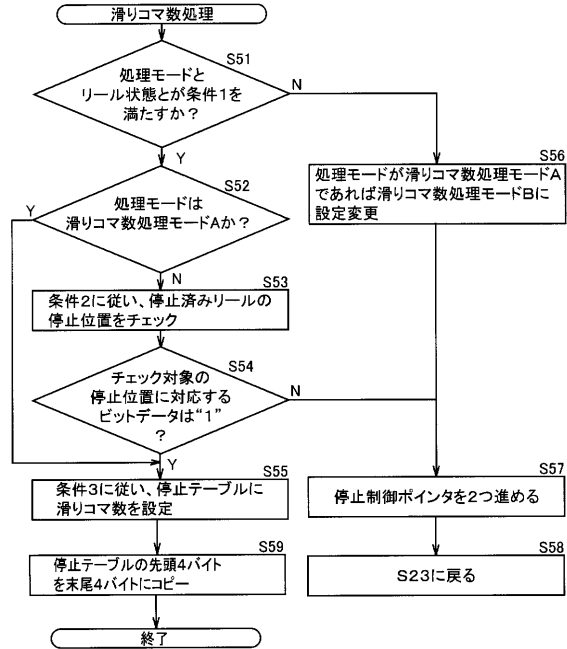 滑りコマ数処理
S51
処理モードと
リール状態とが条件1を
満たすか？
N
Y
S52
処理モードは
滑りコマ数処理モードAか？
Y
N
S56
処理モードが滑りコマ数処理モードA
であれば滑りコマ数処理モードBに
設定変更
S53
条件2に従い、停止済みリールの
停止位置をチェック
S54
チェック対象の
停止位置に対応する
ビットデータは“1”
？
N
Y
S55
条件3に従い、停止テーブルに
滑りコマ数を設定
S57
停止制御ポインタを2つ進める
S59
停止テーブルの先頭4バイト
を末尾4バイトにコピー
S58
S23に戻る
終了